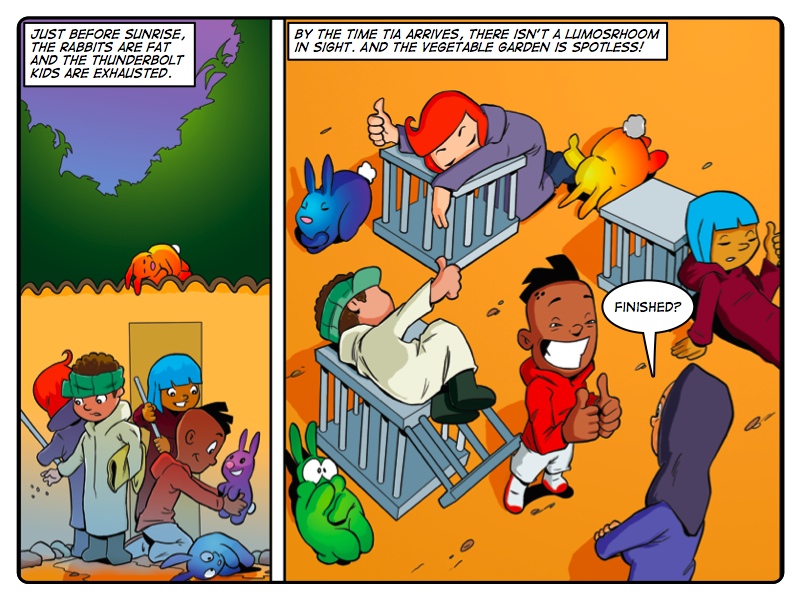 JUST BEFORE SUNRISE,
THE RABBITS ARE FAT
AND THE THUNDERBOLT
KIDS ARE EXHAUSTED.
BY THE TIME TIA ARRIVES, THERE ISN'T A LUMOSRHOOM
IN SIGHT. AND THE VEGETABLE GARDEN IS SPOTLESS!
FINISHED?